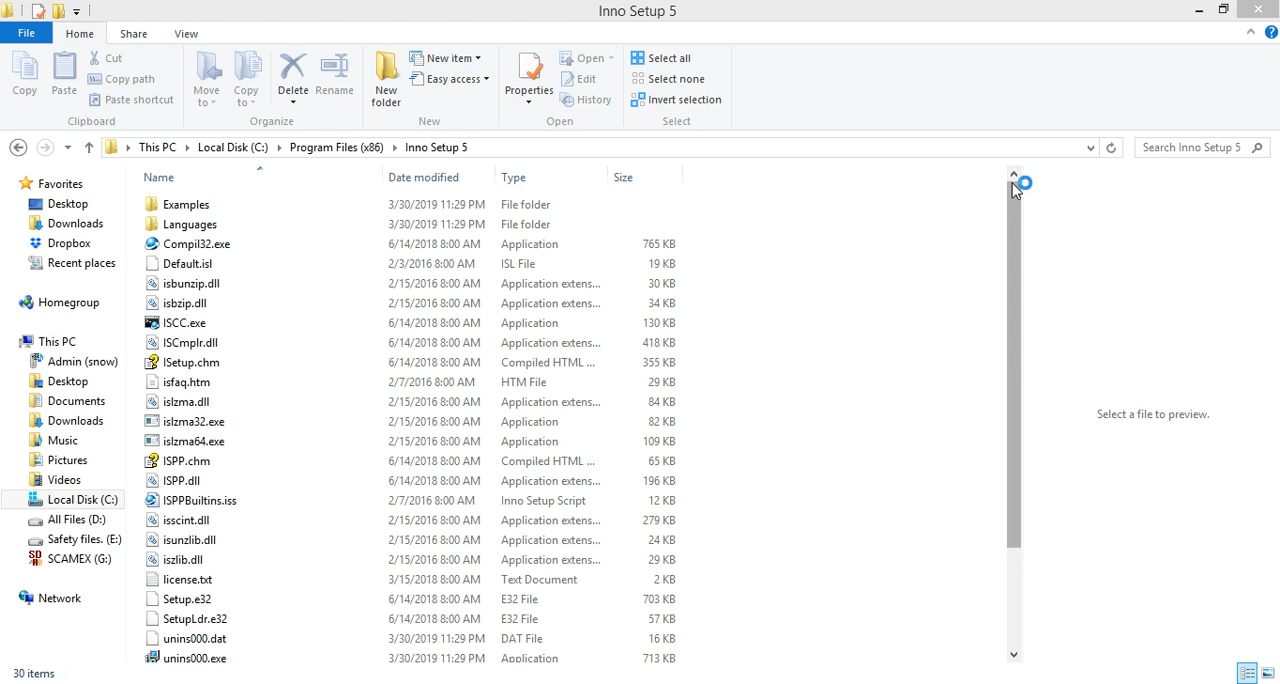 Inno Setup 5
File Home Share View
Copy Paste Cut Copy path Paste shortcut
Clipboard
Move to Copy to Delete Rename
Organize
New folder New item Easy access
New
Properties Open Edit History
Open
Select all Select none Invert selection
Select
This PC Local Disk (C:) Program Files (x86) Inno Setup 5 Search Inno Setup 5
Favorites
Desktop
Downloads
Dropbox
Recent places
Homegroup
This PC
Admin (snow)
Desktop
Documents
Downloads
Music
Pictures
Videos
Local Disk (C:)
All Files (D:)
Safety files. (E:)
SD
SCAMEX (G:)
Network
Name Date modified Type Size
Examples 3/30/2019 11:29 PM File folder
Languages 3/30/2019 11:29 PM File folder
Compil32.exe 6/14/2018 8:00 AM Application 765 KB
Default.isl 2/3/2016 8:00 AM ISL File 19 KB
isbunzip.dll 2/15/2016 8:00 AM Application extens... 30 KB
isbzip.dll 2/15/2016 8:00 AM Application extens... 34 KB
ISCC.exe 6/14/2018 8:00 AM Application 130 KB
ISCmplr.dll 6/14/2018 8:00 AM Application extens... 418 KB
ISetup.chm 6/14/2018 8:00 AM Compiled HTML ... 355 KB
isfaq.htm 2/7/2016 8:00 AM HTM File 29 KB
islzma.dll 2/15/2016 8:00 AM Application extens... 84 KB
islzma32.exe 2/15/2016 8:00 AM Application 82 KB
islzma64.exe 2/15/2016 8:00 AM Application 109 KB
ISPP.chm 6/14/2018 8:00 AM Compiled HTML ... 65 KB
ISPP.dll 6/14/2018 8:00 AM Application extens... 196 KB
ISPPBuiltins.iss 2/7/2016 8:00 AM Inno Setup Script 12 KB
isscint.dll 2/15/2016 8:00 AM Application extens... 279 KB
isunzlib.dll 2/15/2016 8:00 AM Application extens... 24 KB
iszlib.dll 2/15/2016 8:00 AM Application extens... 29 KB
license.txt 3/15/2018 8:00 AM Text Document 2 KB
Setup.e32 6/14/2018 8:00 AM E32 File 703 KB
SetupLdr.e32 6/14/2018 8:00 AM E32 File 57 KB
unins000.dat 3/30/2019 11:29 PM DAT File 16 KB
unins000.exe 3/30/2019 11:29 PM Application 713 KB
Select a file to preview.
30 items